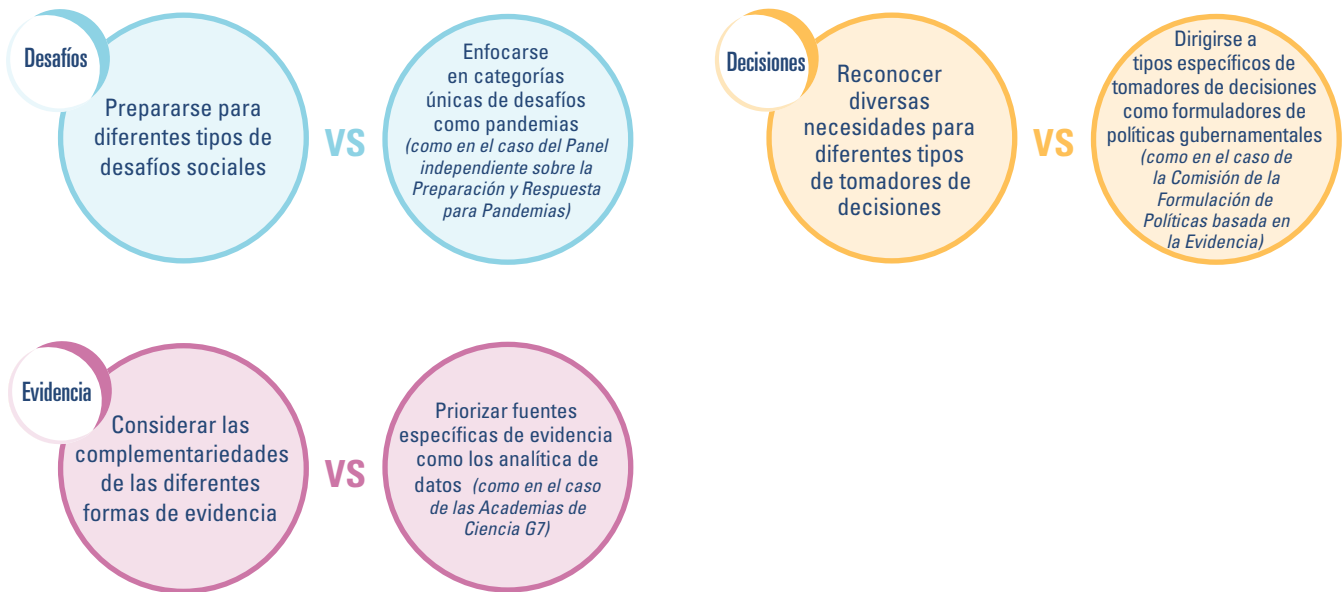 Desafíos
Prepararse para
diferentes tipos de
desafíos sociales
VS
Enfocarse
en categorías
únicas de desafíos
como pandemias
(como en el caso del Panel
independiente sobre la
Preparación y Respuesta
para Pandemias)
Decisiones
Reconocer
diversas
necesidades para
diferentes tipos
de tomadores de
decisiones
VS
Dirigirse a
tipos específicos de
tomadores de decisiones
como formuladores de
políticas gubernamentales
(como en el caso de
la Comisión de la
Formulación de
Políticas basada en
la Evidencia)
Evidencia
Considerar las
complementariedades
de las diferentes
formas de evidencia
VS
Priorizar fuentes
específicas de evidencia
como los analítica de
datos (como en el caso
de las Academias de
Ciencia G7)